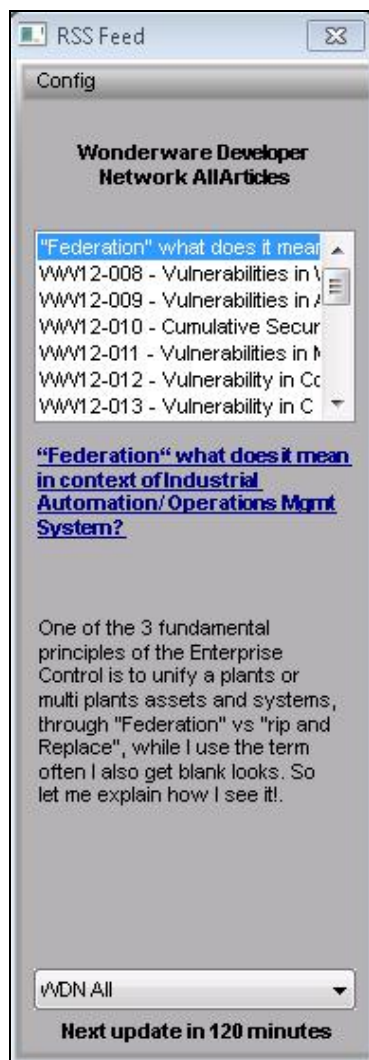 RSS Feed
Config
Wonderware Developer
Network AllArticles
"Federation" what does it mear
WW12-008 - Vulnerabilities in
WW12-009 - Vulnerabilities in
WW12-010 - Cumulative Secur
WW12-011 - Vulnerabilities in
WW12-012 - Vulnerability in Cc
WW12-013 - Vulnerability in C
"Federation" what does it mean
in context of Industrial
Automation/Operations Mgmt
System?
One of the 3 fundamental
principles of the Enterprise
Control is to unify a plants or
multi plants assets and systems,
through "Federation" vs "rip and
Replace", while I use the term
often I also get blank looks. So
let me explain how I see it!.
WDN All
Next update in 120 minutes